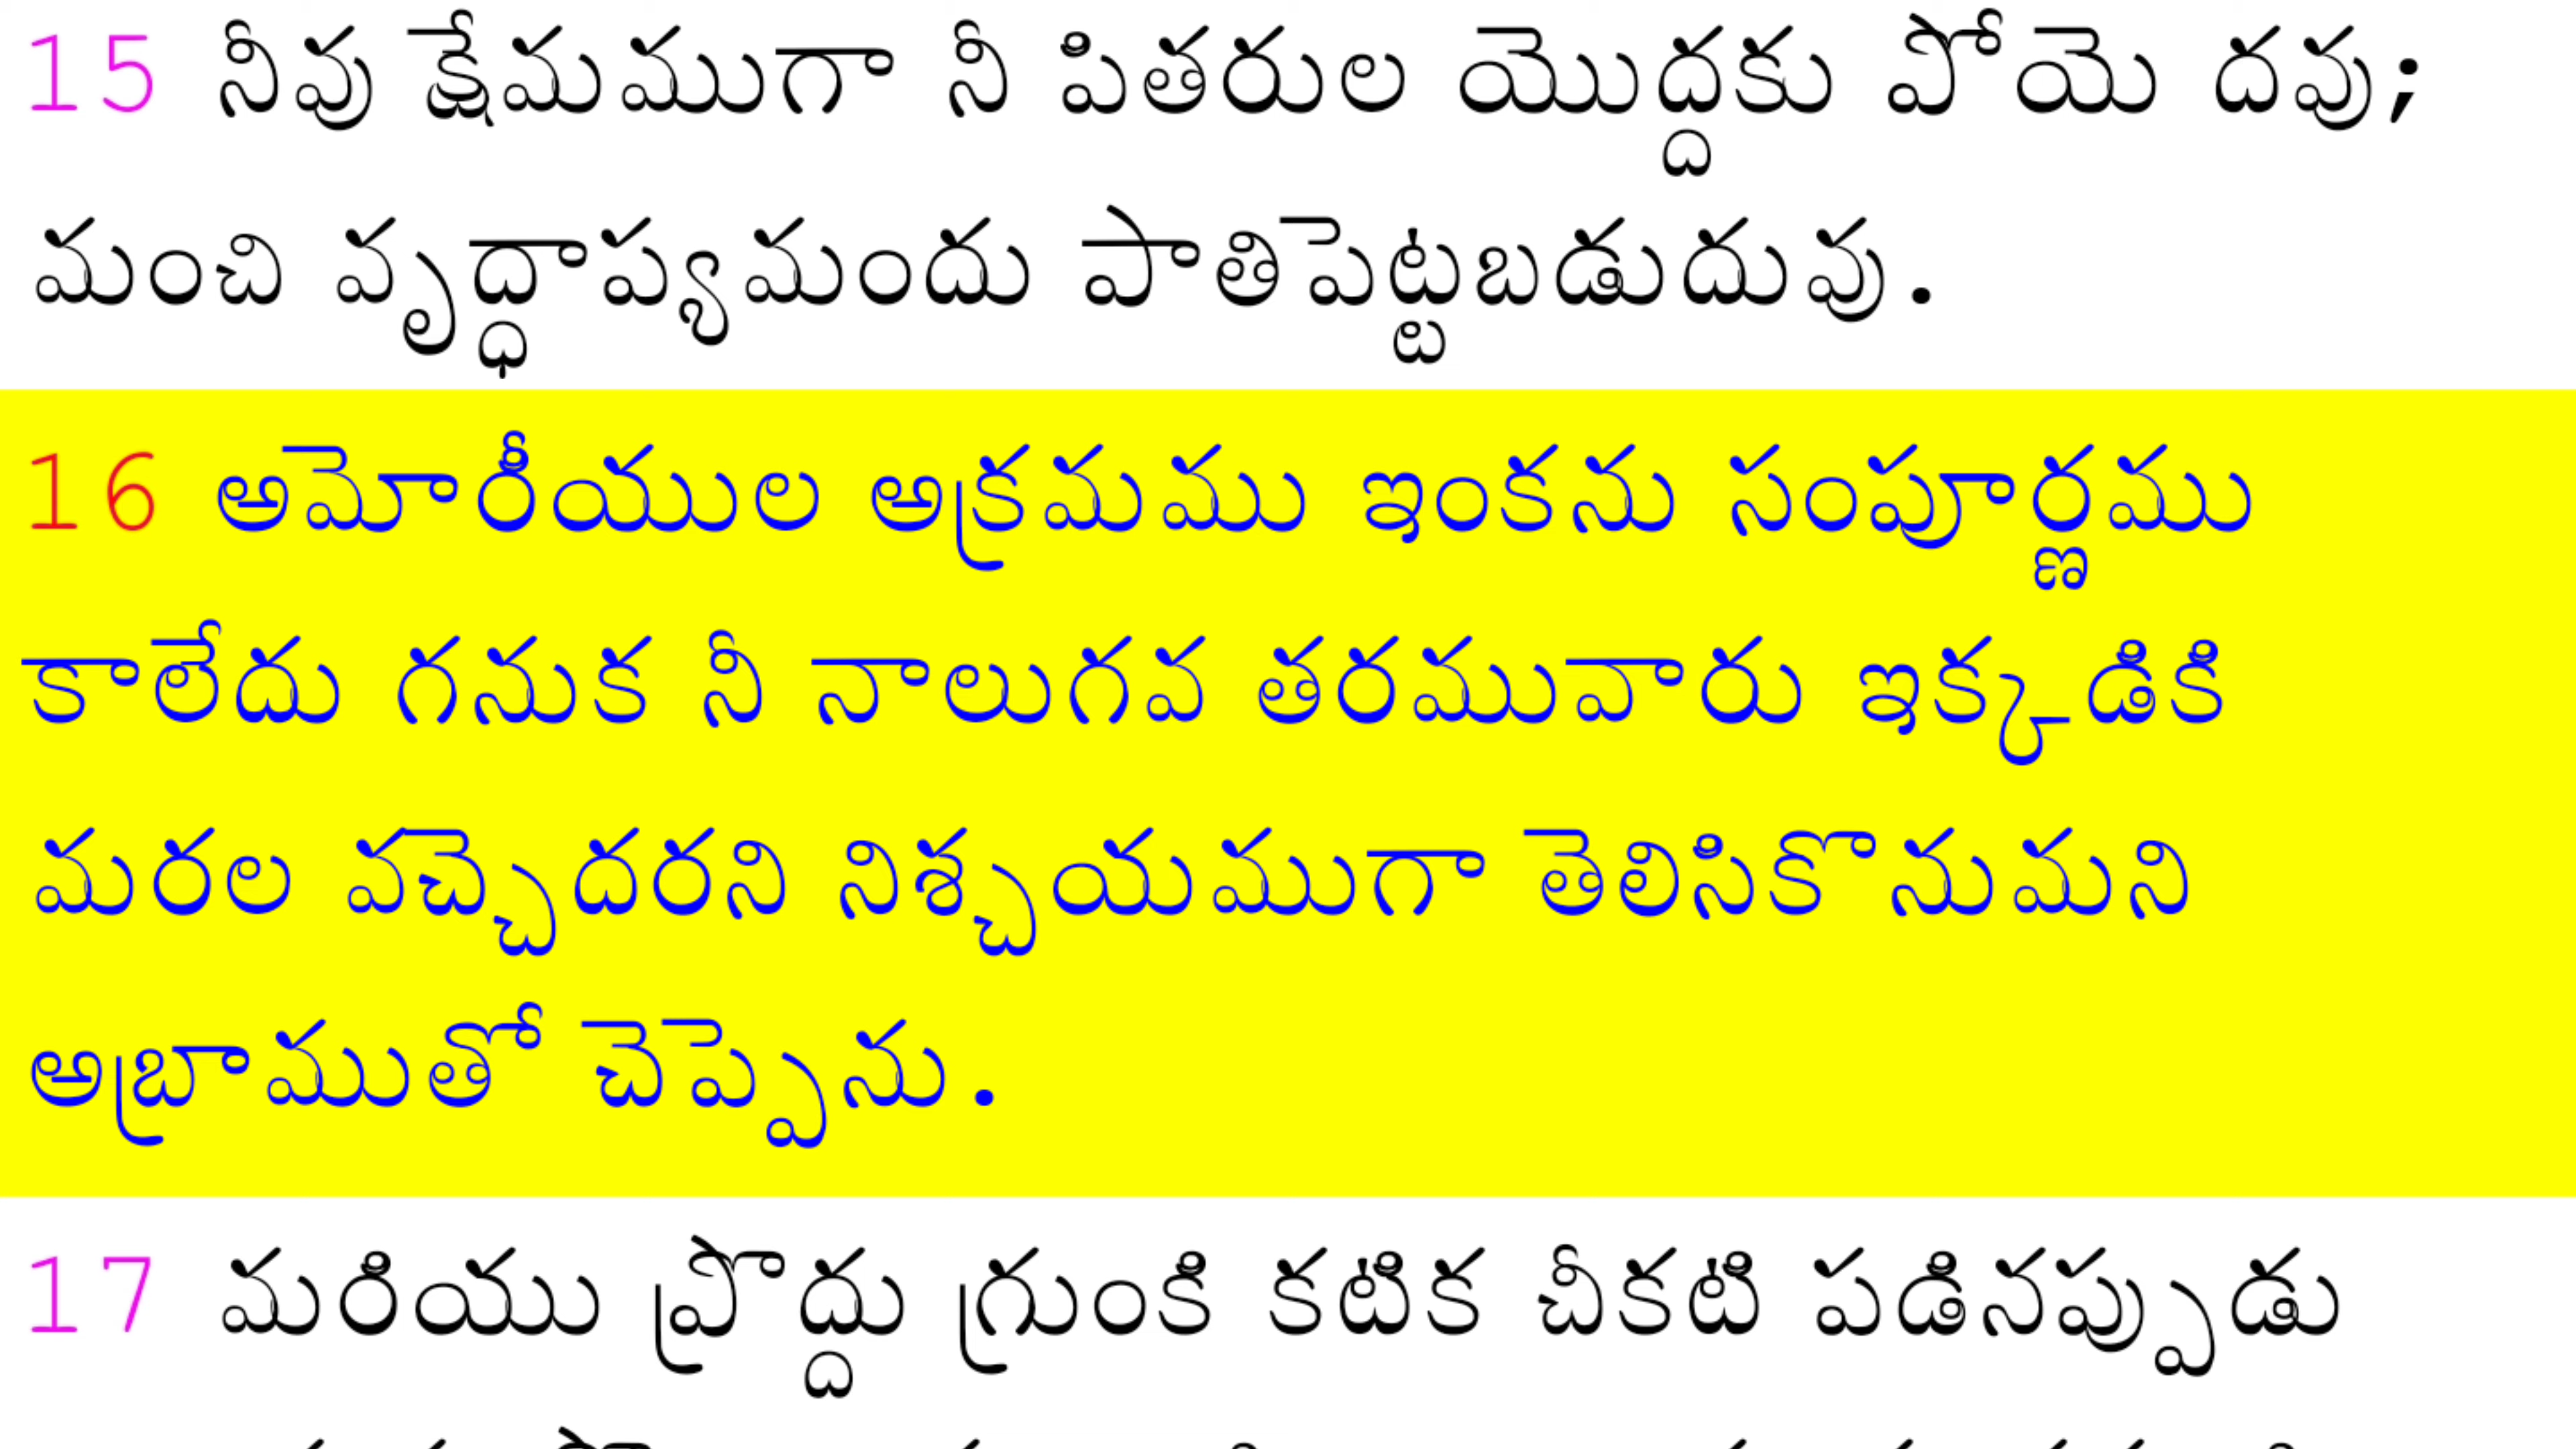 15 నీవు క్షేమముగా నీ పితరుల యొద్దకు పోయె దవు;
మంచి వృద్ధాప్యమందు పాతిపెట్టబడుదువు.
16 అమోరీయుల అక్రమము ఇంకను సంపూర్ణము
కాలేదు గనుక నీ నాలుగవ తరమువారు ఇక్కడికి
మరల వచ్చెదరని నిశ్చయముగా తెలిసికొనుమని
అబ్రాముతో చెప్పెను.
17 మరియు ప్రొద్దు గ్రుంకి కటిక చీకటి పడినప్పుడు